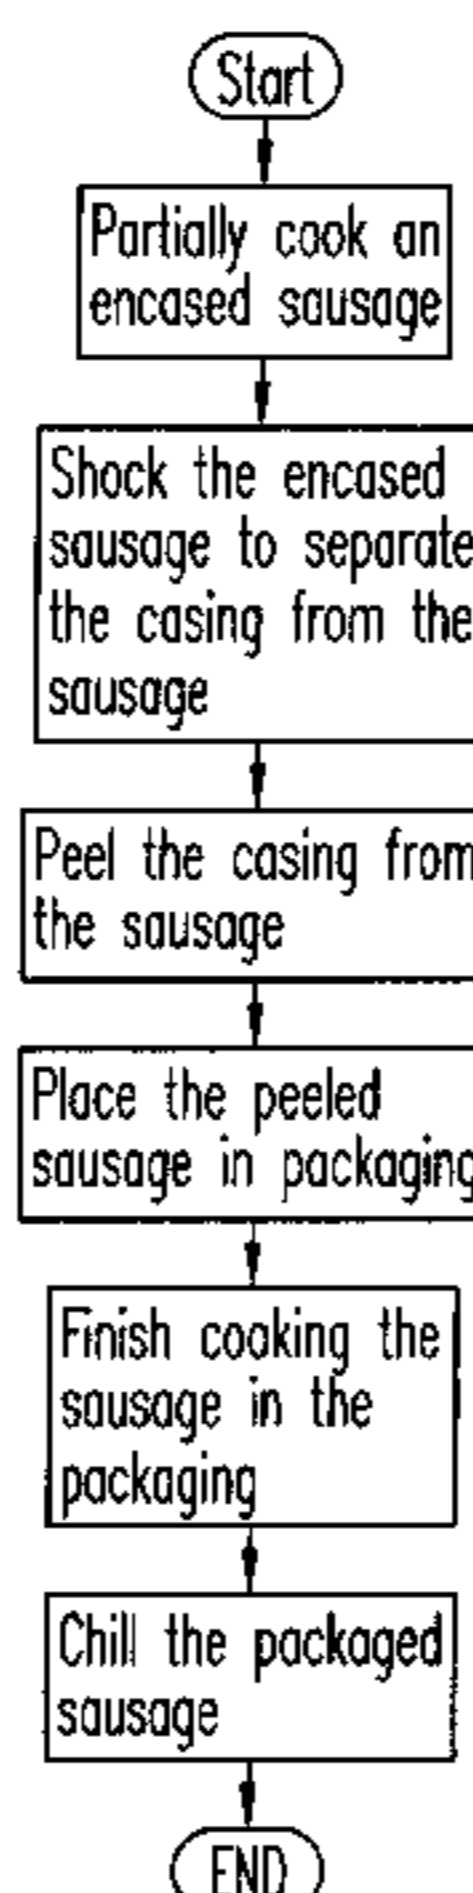 Start
Partially cook an
encased sausage
Shock the encased
sausage to separate
the casing from the
sausage
Peel the casing from
the sausage
Place the peeled
sausage in packaging
Finish cooking the
sausage in the
packaging
Chill the packaged
sausage
END